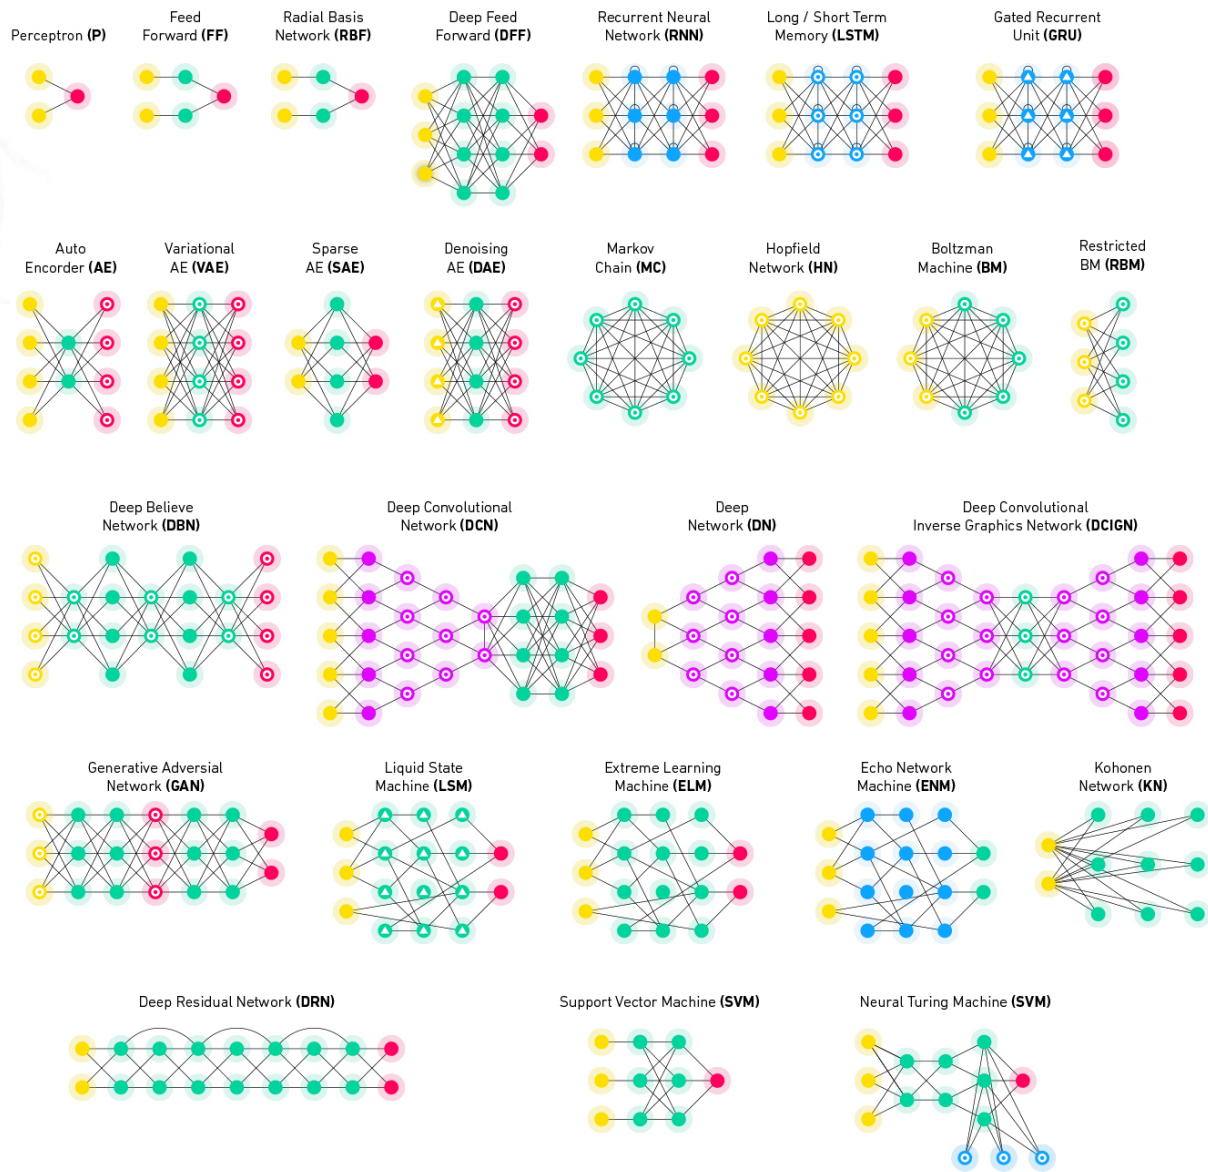 Perceptron (P)
Feed
Forward (FF)
Radial Basis
Network (RBF)
Deep Feed
Forward (DFF)
Recurrent Neural
Network (RNN)
Long / Short Term
Memory (LSTM)
Gated Recurrent
Unit (GRU)
Auto
Encorder (AE)
Variational
AE (VAE)
Sparse
AE (SAE)
Denoising
AE (DAE)
Markov
Chain (MC)
Hopfield
Network (HN)
Boltzman
Machine (BM)
Restricted
BM (RBM)
Deep Believe
Network (DBN)
Deep Convolutional
Network (DCN)
Deep
Network (DN)
Deep Convolutional
Inverse Graphics Network (DCIGN)
Generative Adversial
Network (GAN)
Liquid State
Machine (LSM)
Extreme Learning
Machine (ELM)
Echo Network
Machine (ENM)
Kohonen
Network (KN)
Deep Residual Network (DRN)
Support Vector Machine (SVM)
Neural Turing Machine (SVM)